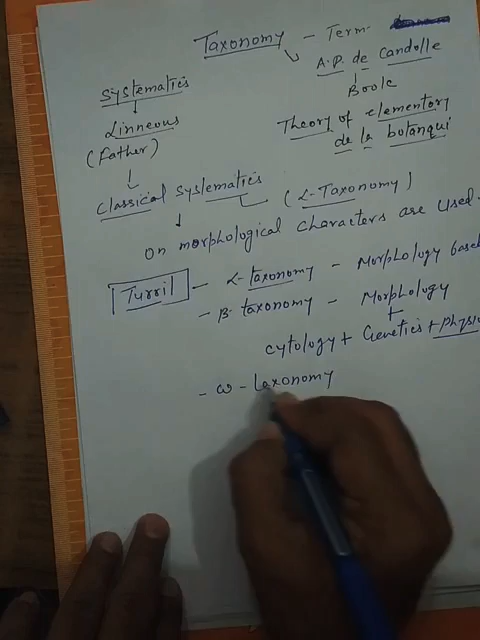 Taxonomy - Term-
A.P. de Candolle
Book
Theory of elementory
de la botanqui
Systematics
Linneous
(Father)
Classical Systematics (α-Taxonomy)
On morphological characters are used.
Turril - α-taxonomy - Morphology based
- β-taxonomy - Morphology
+
Cytology + Genetics + Physio
- ω-taxonomy